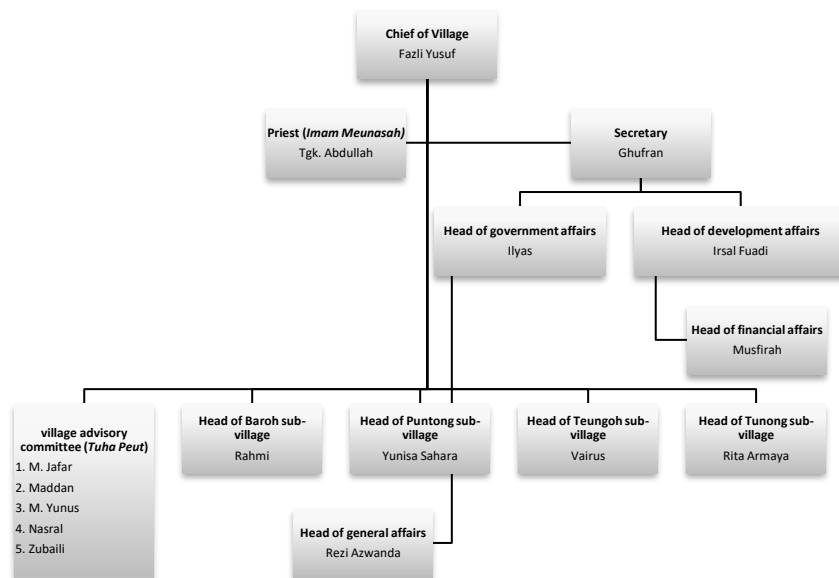 Chief of Village
Fazli Yusuf
Priest (Imam Meunasah)
Tgk. Abdullah
Secretary
Ghufran
Head of government affairs
Ilyas
Head of development affairs
Irsal Fuadi
Head of financial affairs
Musfirah
village advisory
committee (Tuha Peut)
1. M. Jafar
2. Maddan
3. M. Yunus
4. Nasral
5. Zubaili
Head of Baroh sub-
village
Rahmi
Head of Puntong sub-
village
Yunisa Sahara
Head of Teungoh sub-
village
Vairus
Head of Tunong sub-
village
Rita Armaya
Head of general affairs
Rezi Azwanda